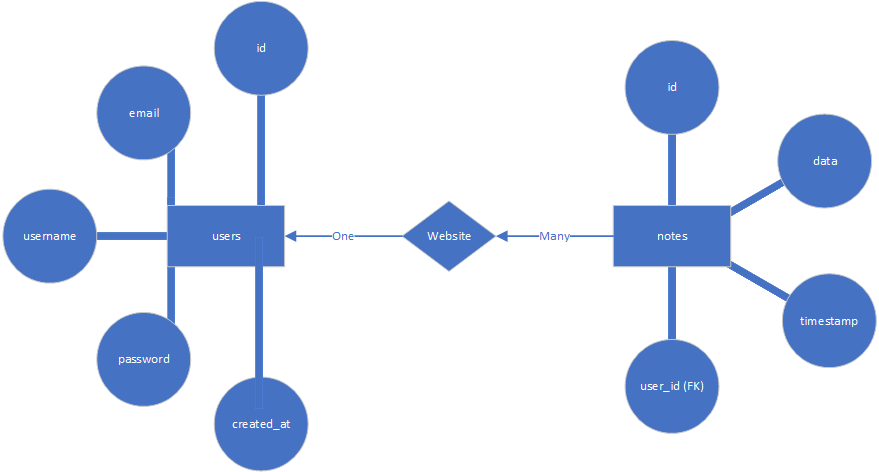 id
email
username
users
password
created_at
One
Website
Many
id
data
notes
timestamp
user_id (FK)